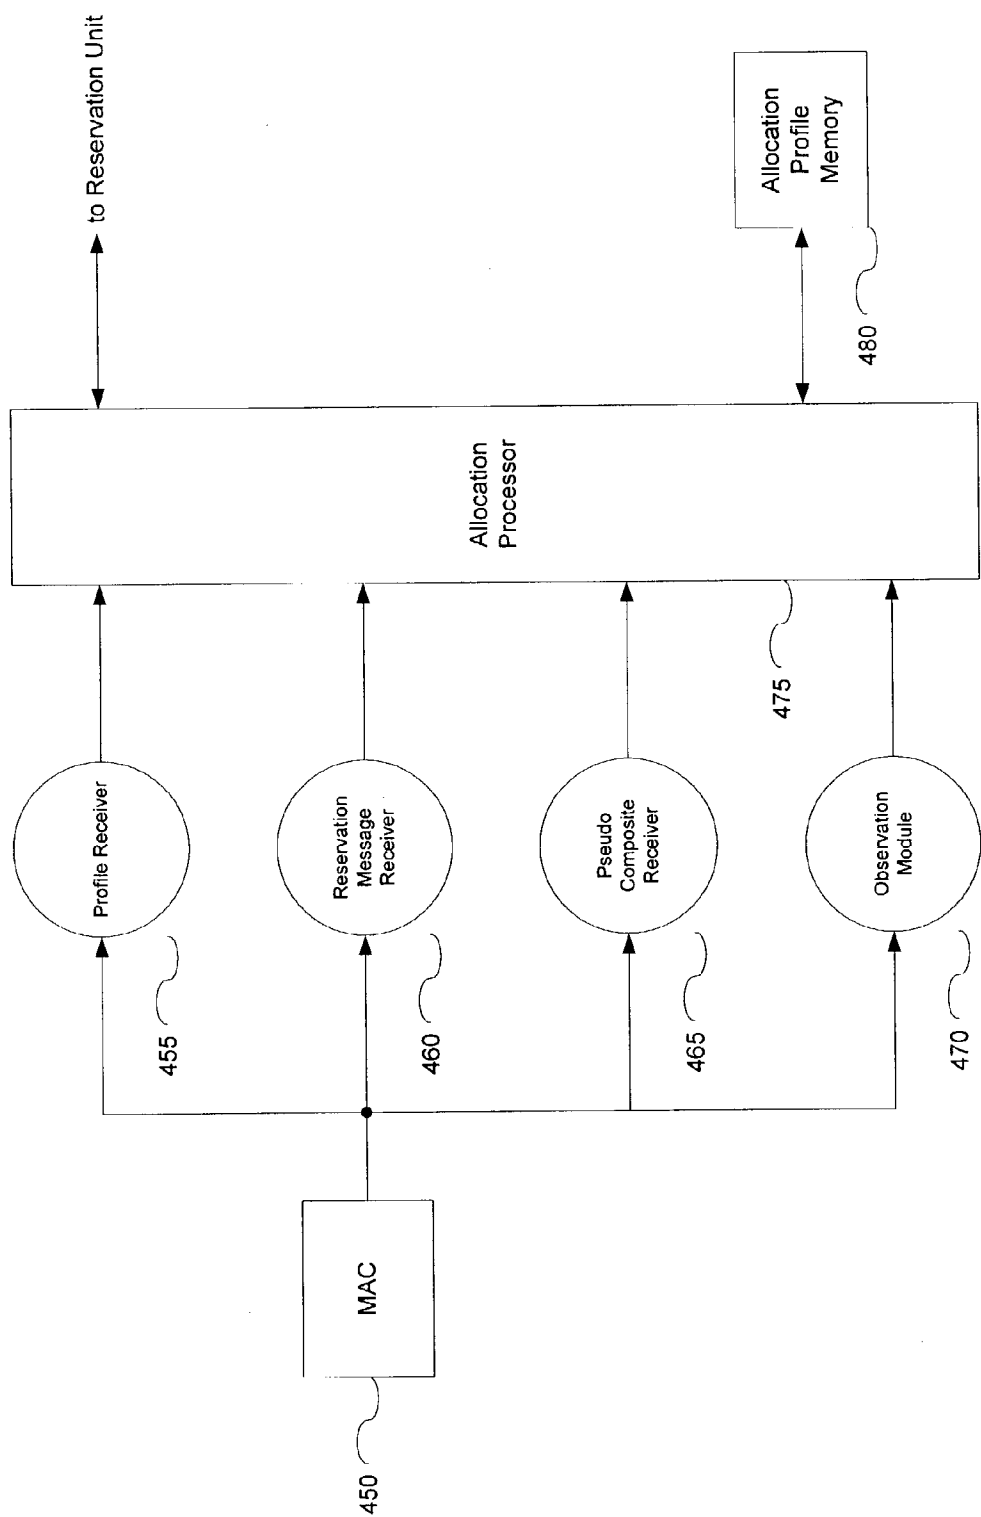 to Reservation Unit
Allocation
Profile
Memory
480
Allocation
Processor
475
Profile Receiver
455
Reservation
Message
Receiver
460
Pseudo
Composite
Receiver
465
Observation
Module
470
MAC
450